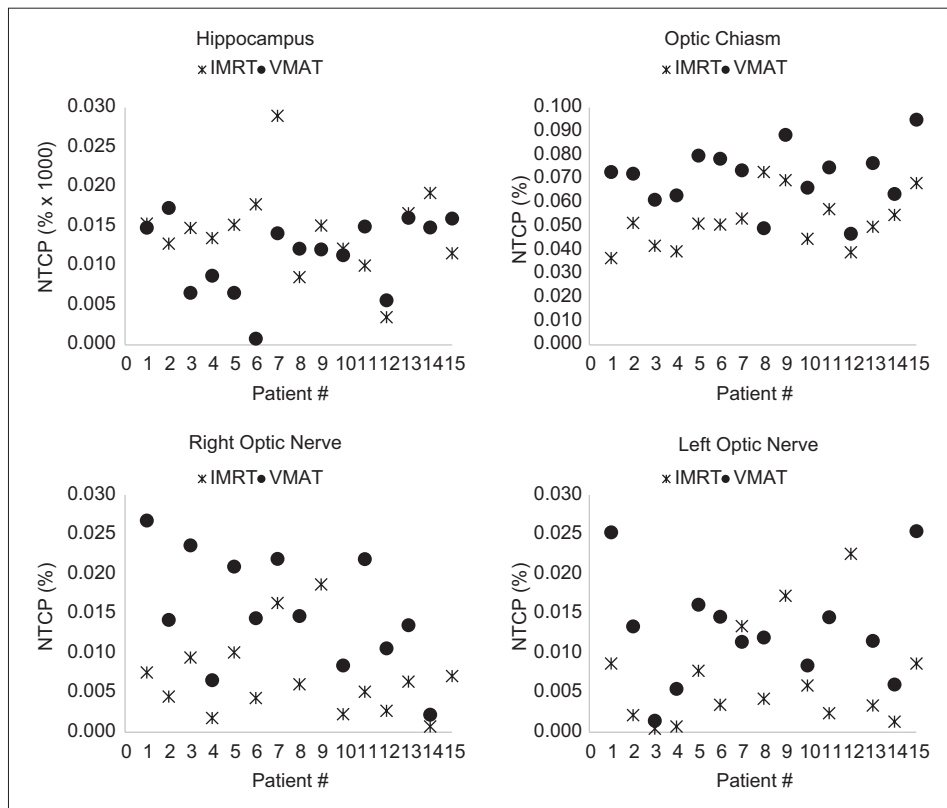 Hippocampus
IMRT VMAT
NTCP (% x 1000)
0.030
0.025
0.020
0.015
0.010
0.005
0.000
0 1 2 3 4 5 6 7 8 9 10 11 12 13 14 15
Patient #
Optic Chiasm
IMRT VMAT
NTCP (%)
0.100
0.090
0.080
0.070
0.060
0.050
0.040
0.030
0.020
0.010
0.000
0 1 2 3 4 5 6 7 8 9 10 11 12 13 14 15
Patient #
Right Optic Nerve
IMRT VMAT
NTCP (%)
0.030
0.025
0.020
0.015
0.010
0.005
0.000
0 1 2 3 4 5 6 7 8 9 10 11 12 13 14 15
Patient #
Left Optic Nerve
IMRT VMAT
NTCP (%)
0.030
0.025
0.020
0.015
0.010
0.005
0.000
0 1 2 3 4 5 6 7 8 9 10 11 12 13 14 15
Patient #